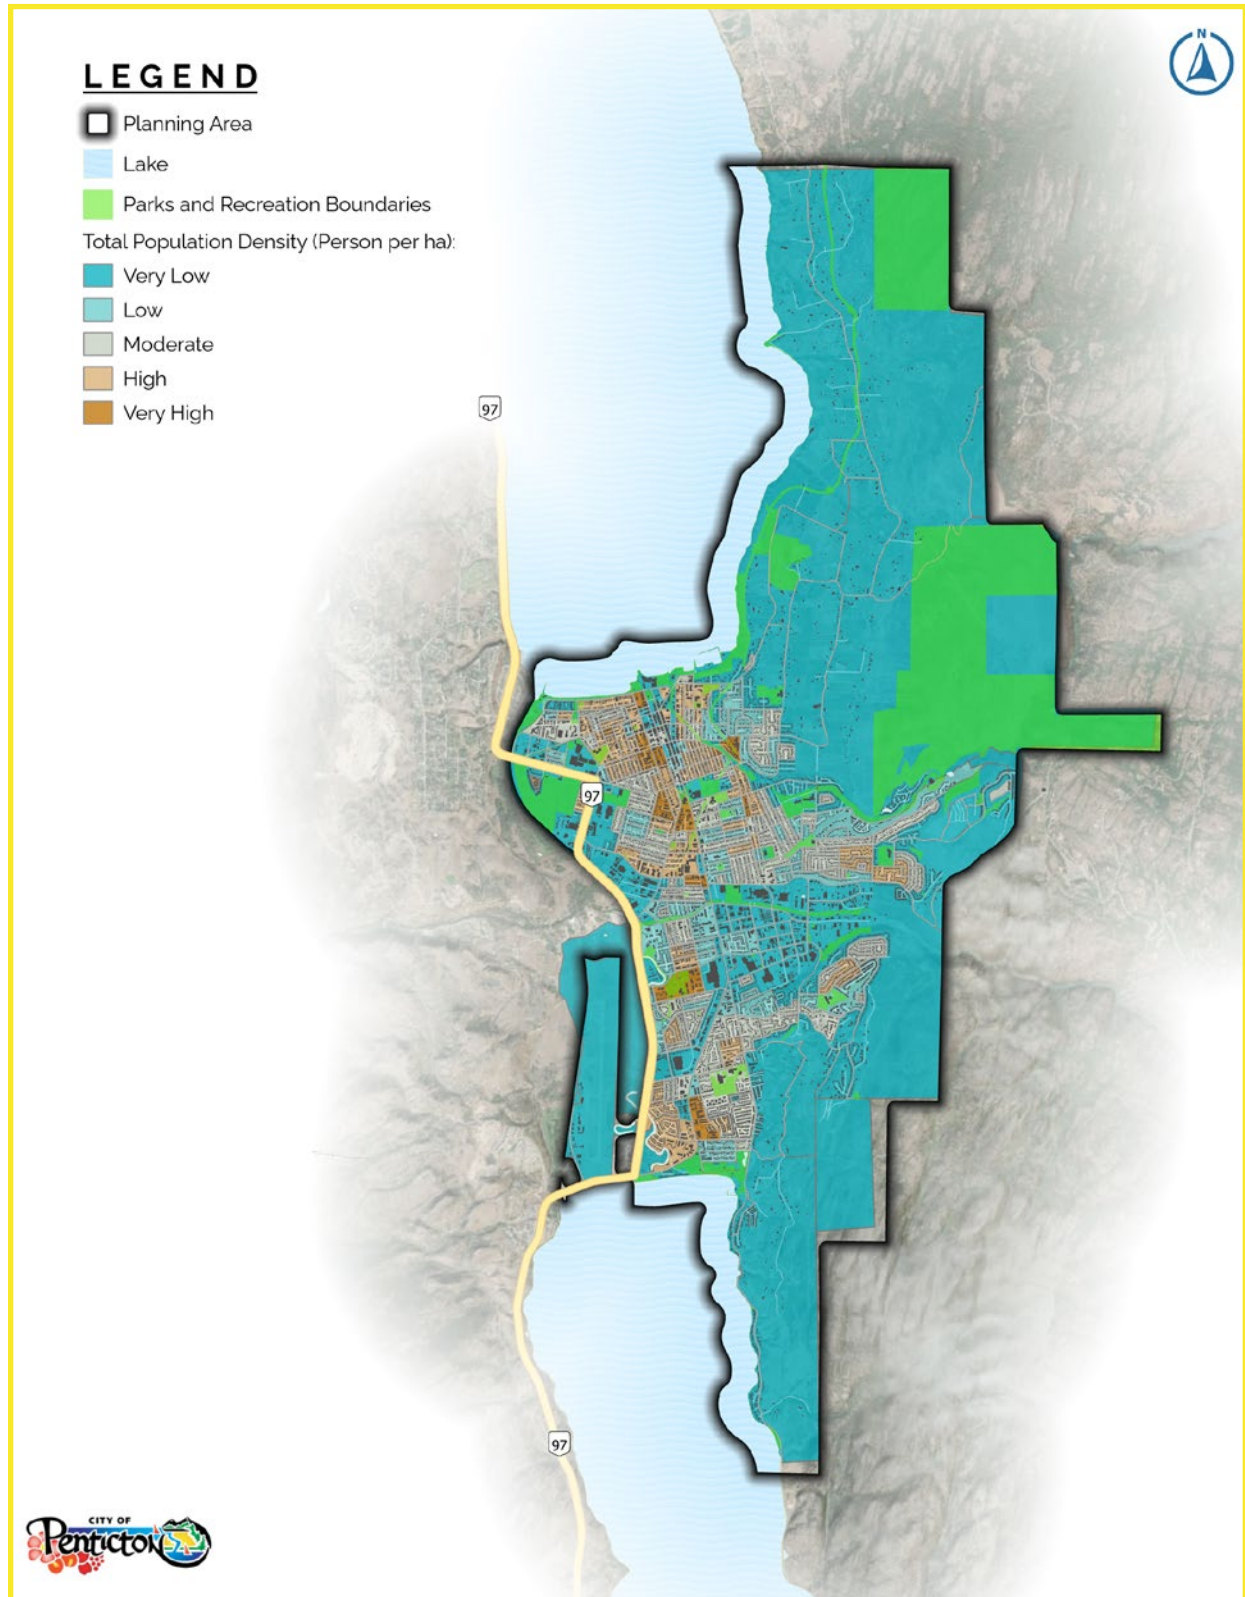 LEGEND
Planning Area
Lake
Parks and Recreation Boundaries
Total Population Density (Person per ha):
Very Low
Low
Moderate
High
Very High
N
97
97
97
CITY OF
Penticton